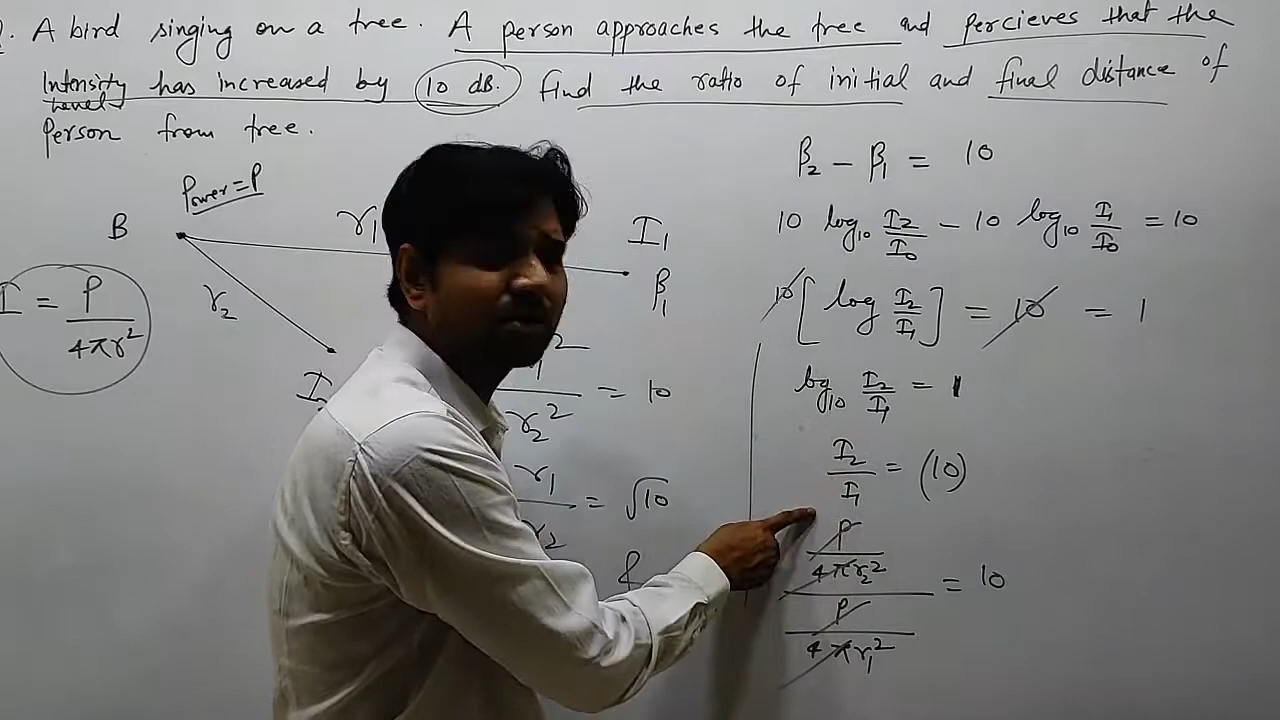 . A bird singing on a tree. A person approaches the tree and percieves that the
Intensity has increased by 10 dB. find the ratio of initial and final distance of
level
Person from tree.
Power = P
B
r₁
I₁
β₁
r₂
I = P / 4πr²
r₂² = 10
r₁ / r₂ = √10
β₂ - β₁ = 10
10 log₁₀ I₂/I₀ - 10 log₁₀ I₁/I₀ = 10
10 [log I₂/I₁] = 10 = 1
log₁₀ I₂/I₁ = 1
I₂/I₁ = (10)
P / 4πr₂²
= 10
P / 4πr₁²